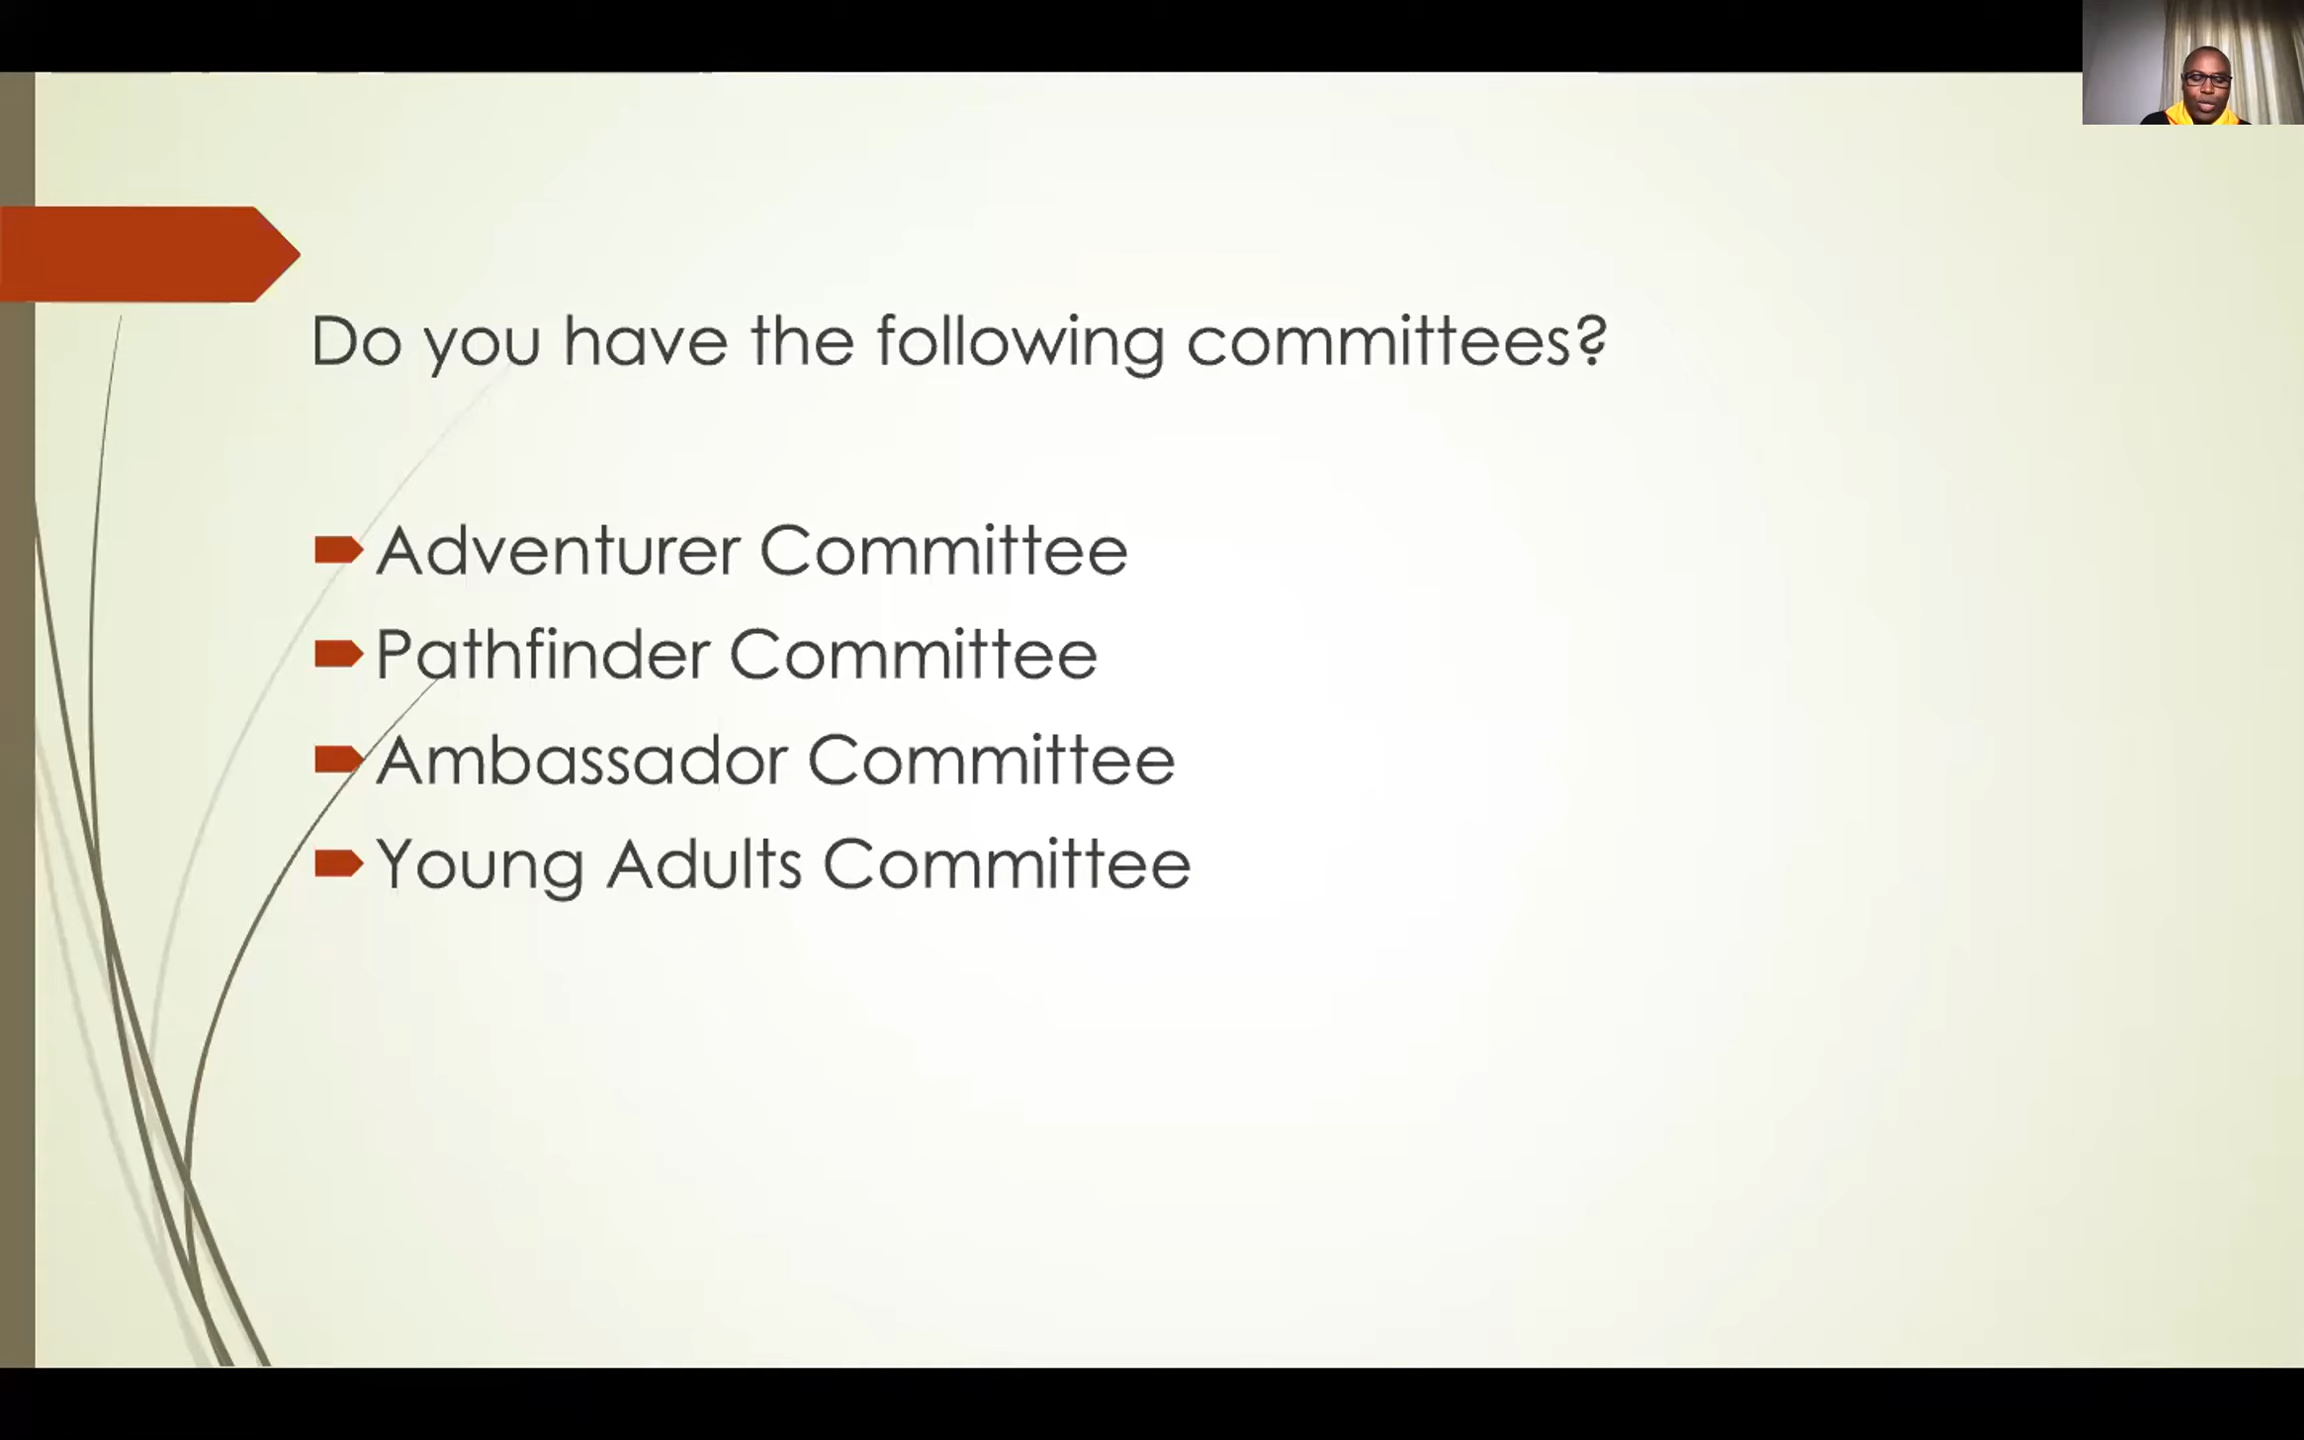 Do you have the following committees?
Adventurer Committee
Pathfinder Committee
Ambassador Committee
Young Adults Committee